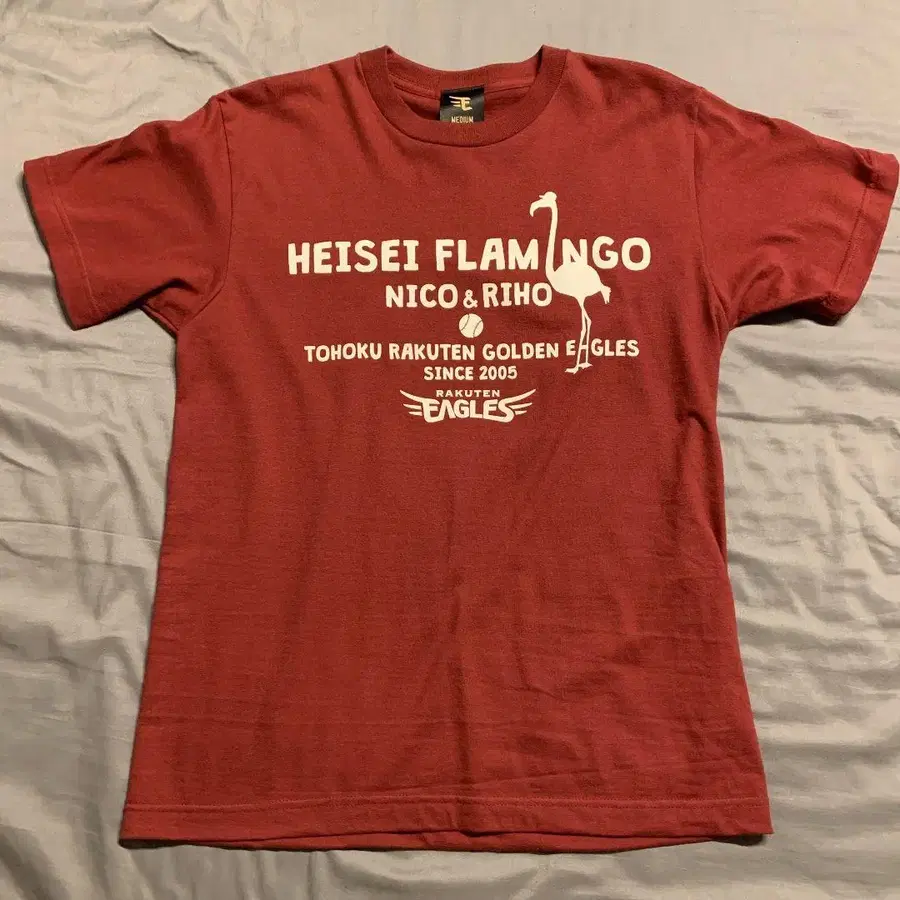 E
MEDIUM
HEISEI FLAMINGO
NICO & RIHO
TOHOKU RAKUTEN GOLDEN EAGLES
SINCE 2005
RAKUTEN
EAGLES